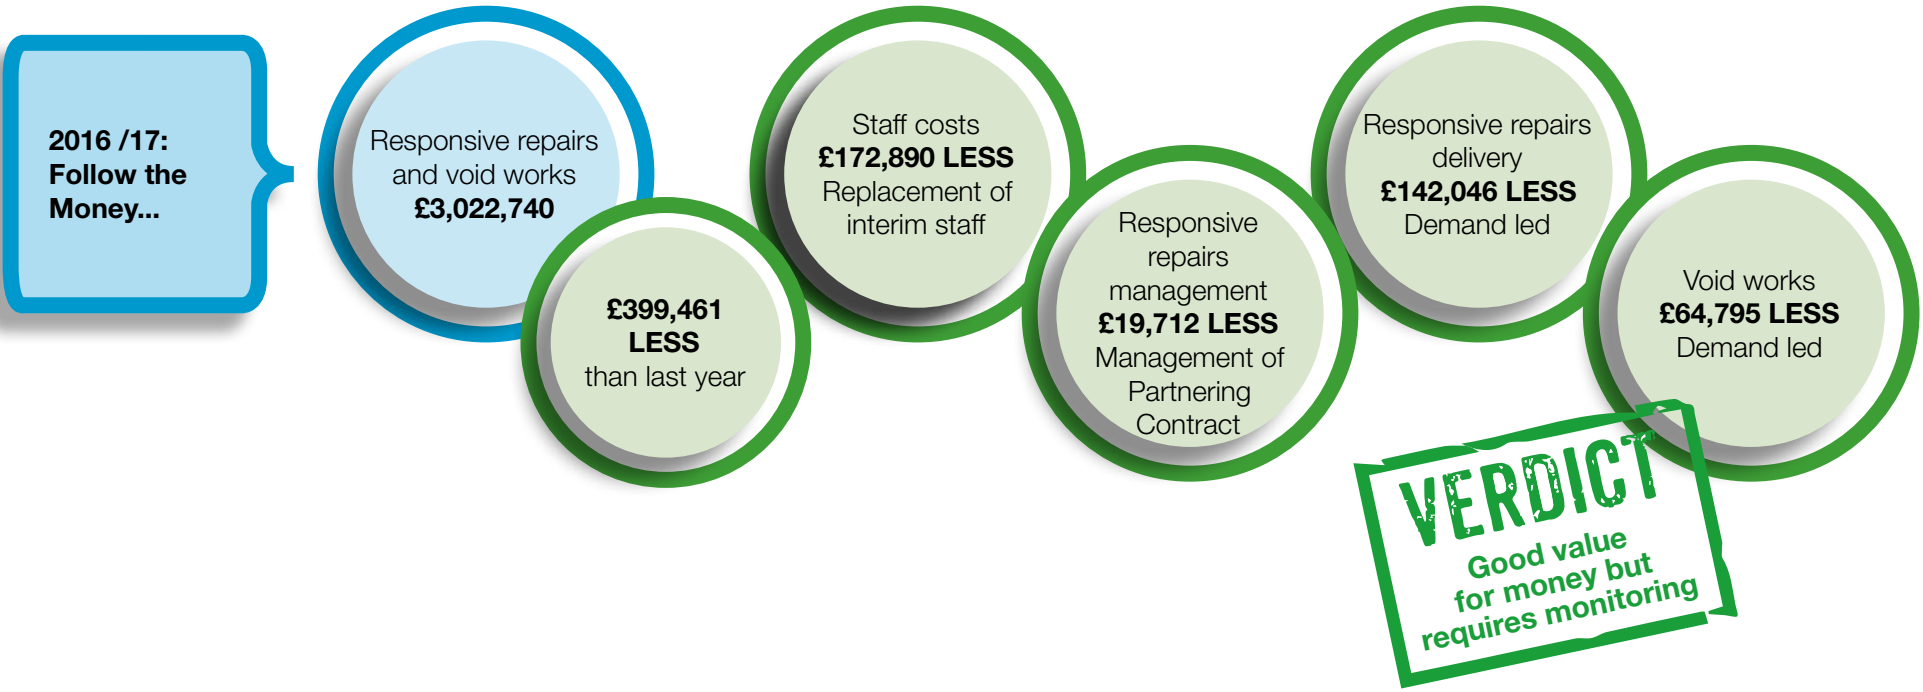 2016 /17:
Follow the
Money...
Responsive repairs
and void works
£3,022,740
£399,461
LESS
than last year
Staff costs
£172,890 LESS
Replacement of
interim staff
Responsive
repairs
management
£19,712 LESS
Management of
Partnering
Contract
Responsive repairs
delivery
£142,046 LESS
Demand led
Void works
£64,795 LESS
Demand led
VERDICT
Good value
for money but
requires monitoring